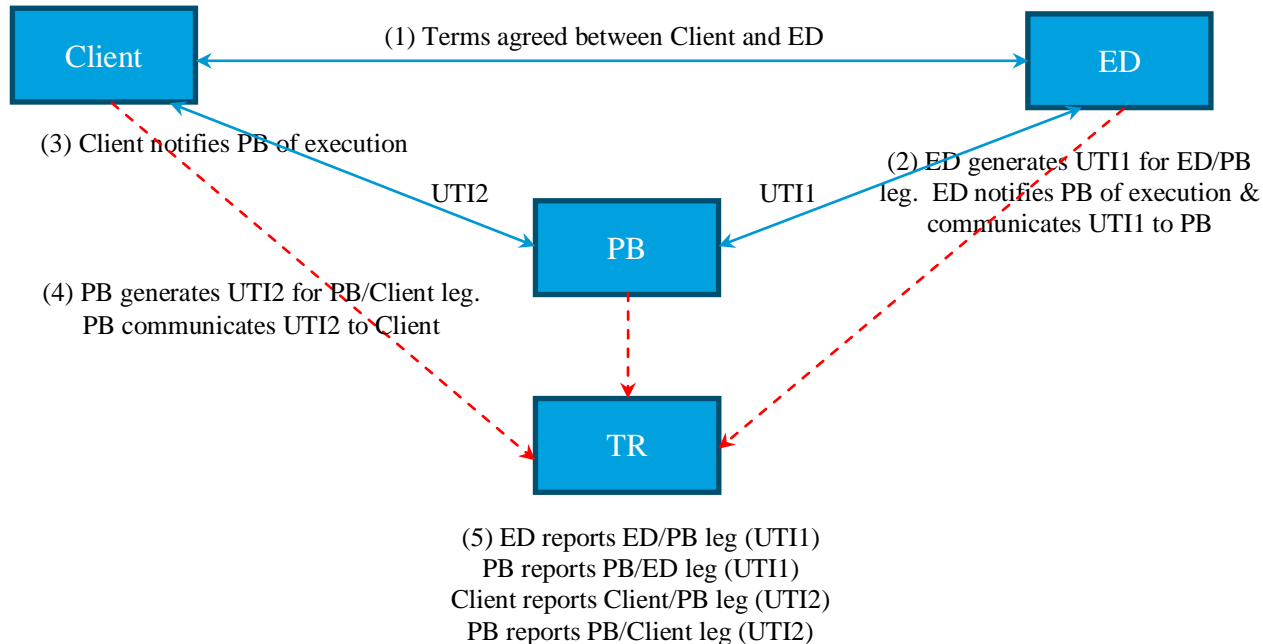 (1) Terms agreed between Client and ED
Client
ED
(3) Client notifies PB of execution
(2) ED generates UTI1 for ED/PB
leg.  ED notifies PB of execution &
communicates UTI1 to PB
UTI2
UTI1
PB
(4) PB generates UTI2 for PB/Client leg.
PB communicates UTI2 to Client
TR
(5) ED reports ED/PB leg (UTI1)
PB reports PB/ED leg (UTI1)
Client reports Client/PB leg (UTI2)
PB reports PB/Client leg (UTI2)